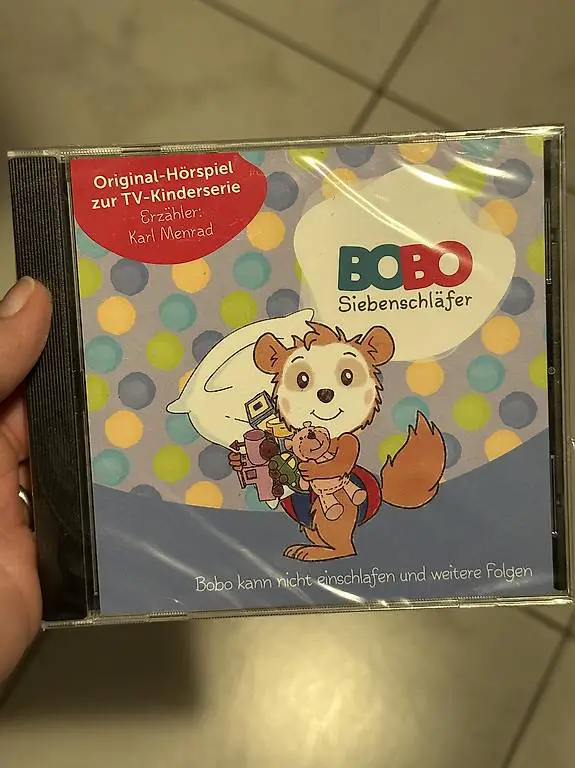 Original-Hörspiel
zur TV-Kinderserie
Erzähler:
Karl Menrad
BOBO
Siebenschläfer
Bobo kann nicht einschlafen und weitere Folgen